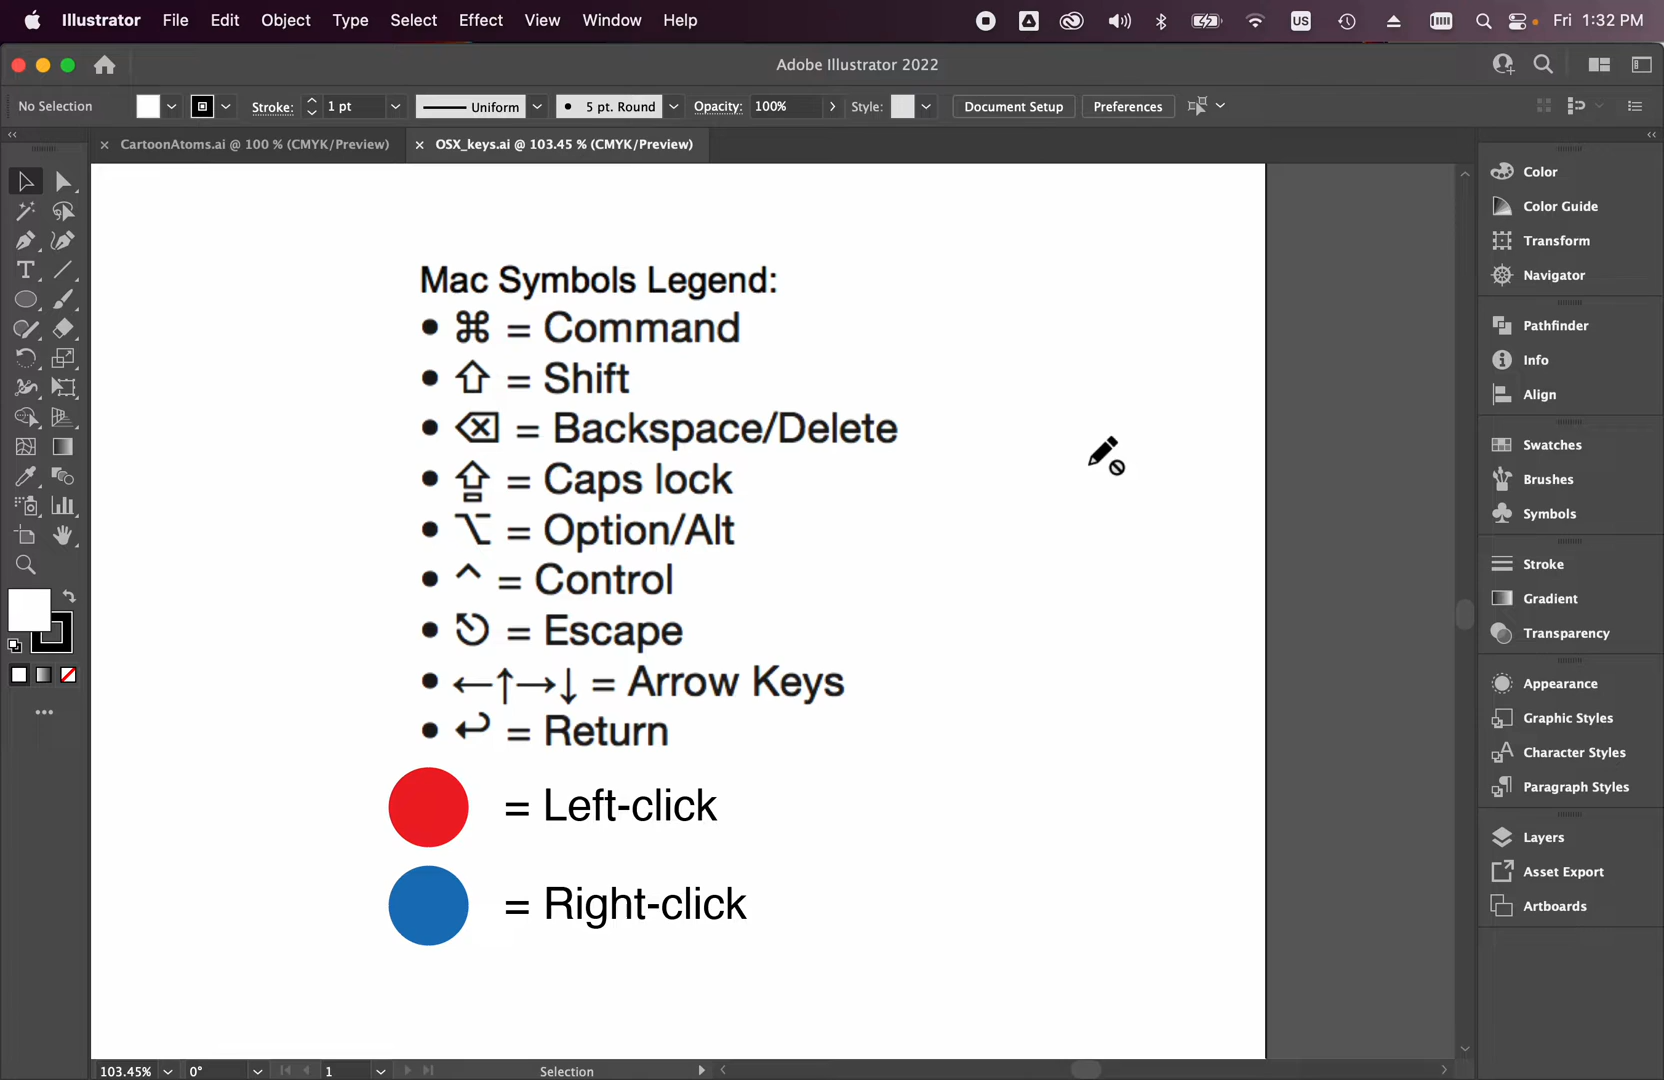 Illustrator File Edit Object Type Select Effect View Window Help US Fri 1:32 PM
Adobe Illustrator 2022
No Selection Stroke: 1 pt Uniform 5 pt. Round Opacity: 100% Style: Document Setup Preferences
CartoonAtoms.ai @ 100 % (CMYK/Preview) OSX_keys.ai @ 103.45 % (CMYK/Preview)
Mac Symbols Legend:
• ⌘ = Command
• ⇧ = Shift
• ⌫ = Backspace/Delete
• ⇪ = Caps lock
• ⌥ = Option/Alt
• ⌃ = Control
• ⎋ = Escape
• ←↑→↓ = Arrow Keys
• ↩ = Return
= Left-click
= Right-click
Color
Color Guide
Transform
Navigator
Pathfinder
Info
Align
Swatches
Brushes
Symbols
Stroke
Gradient
Transparency
Appearance
Graphic Styles
Character Styles
Paragraph Styles
Layers
Asset Export
Artboards
103.45% 0° 1 Selection